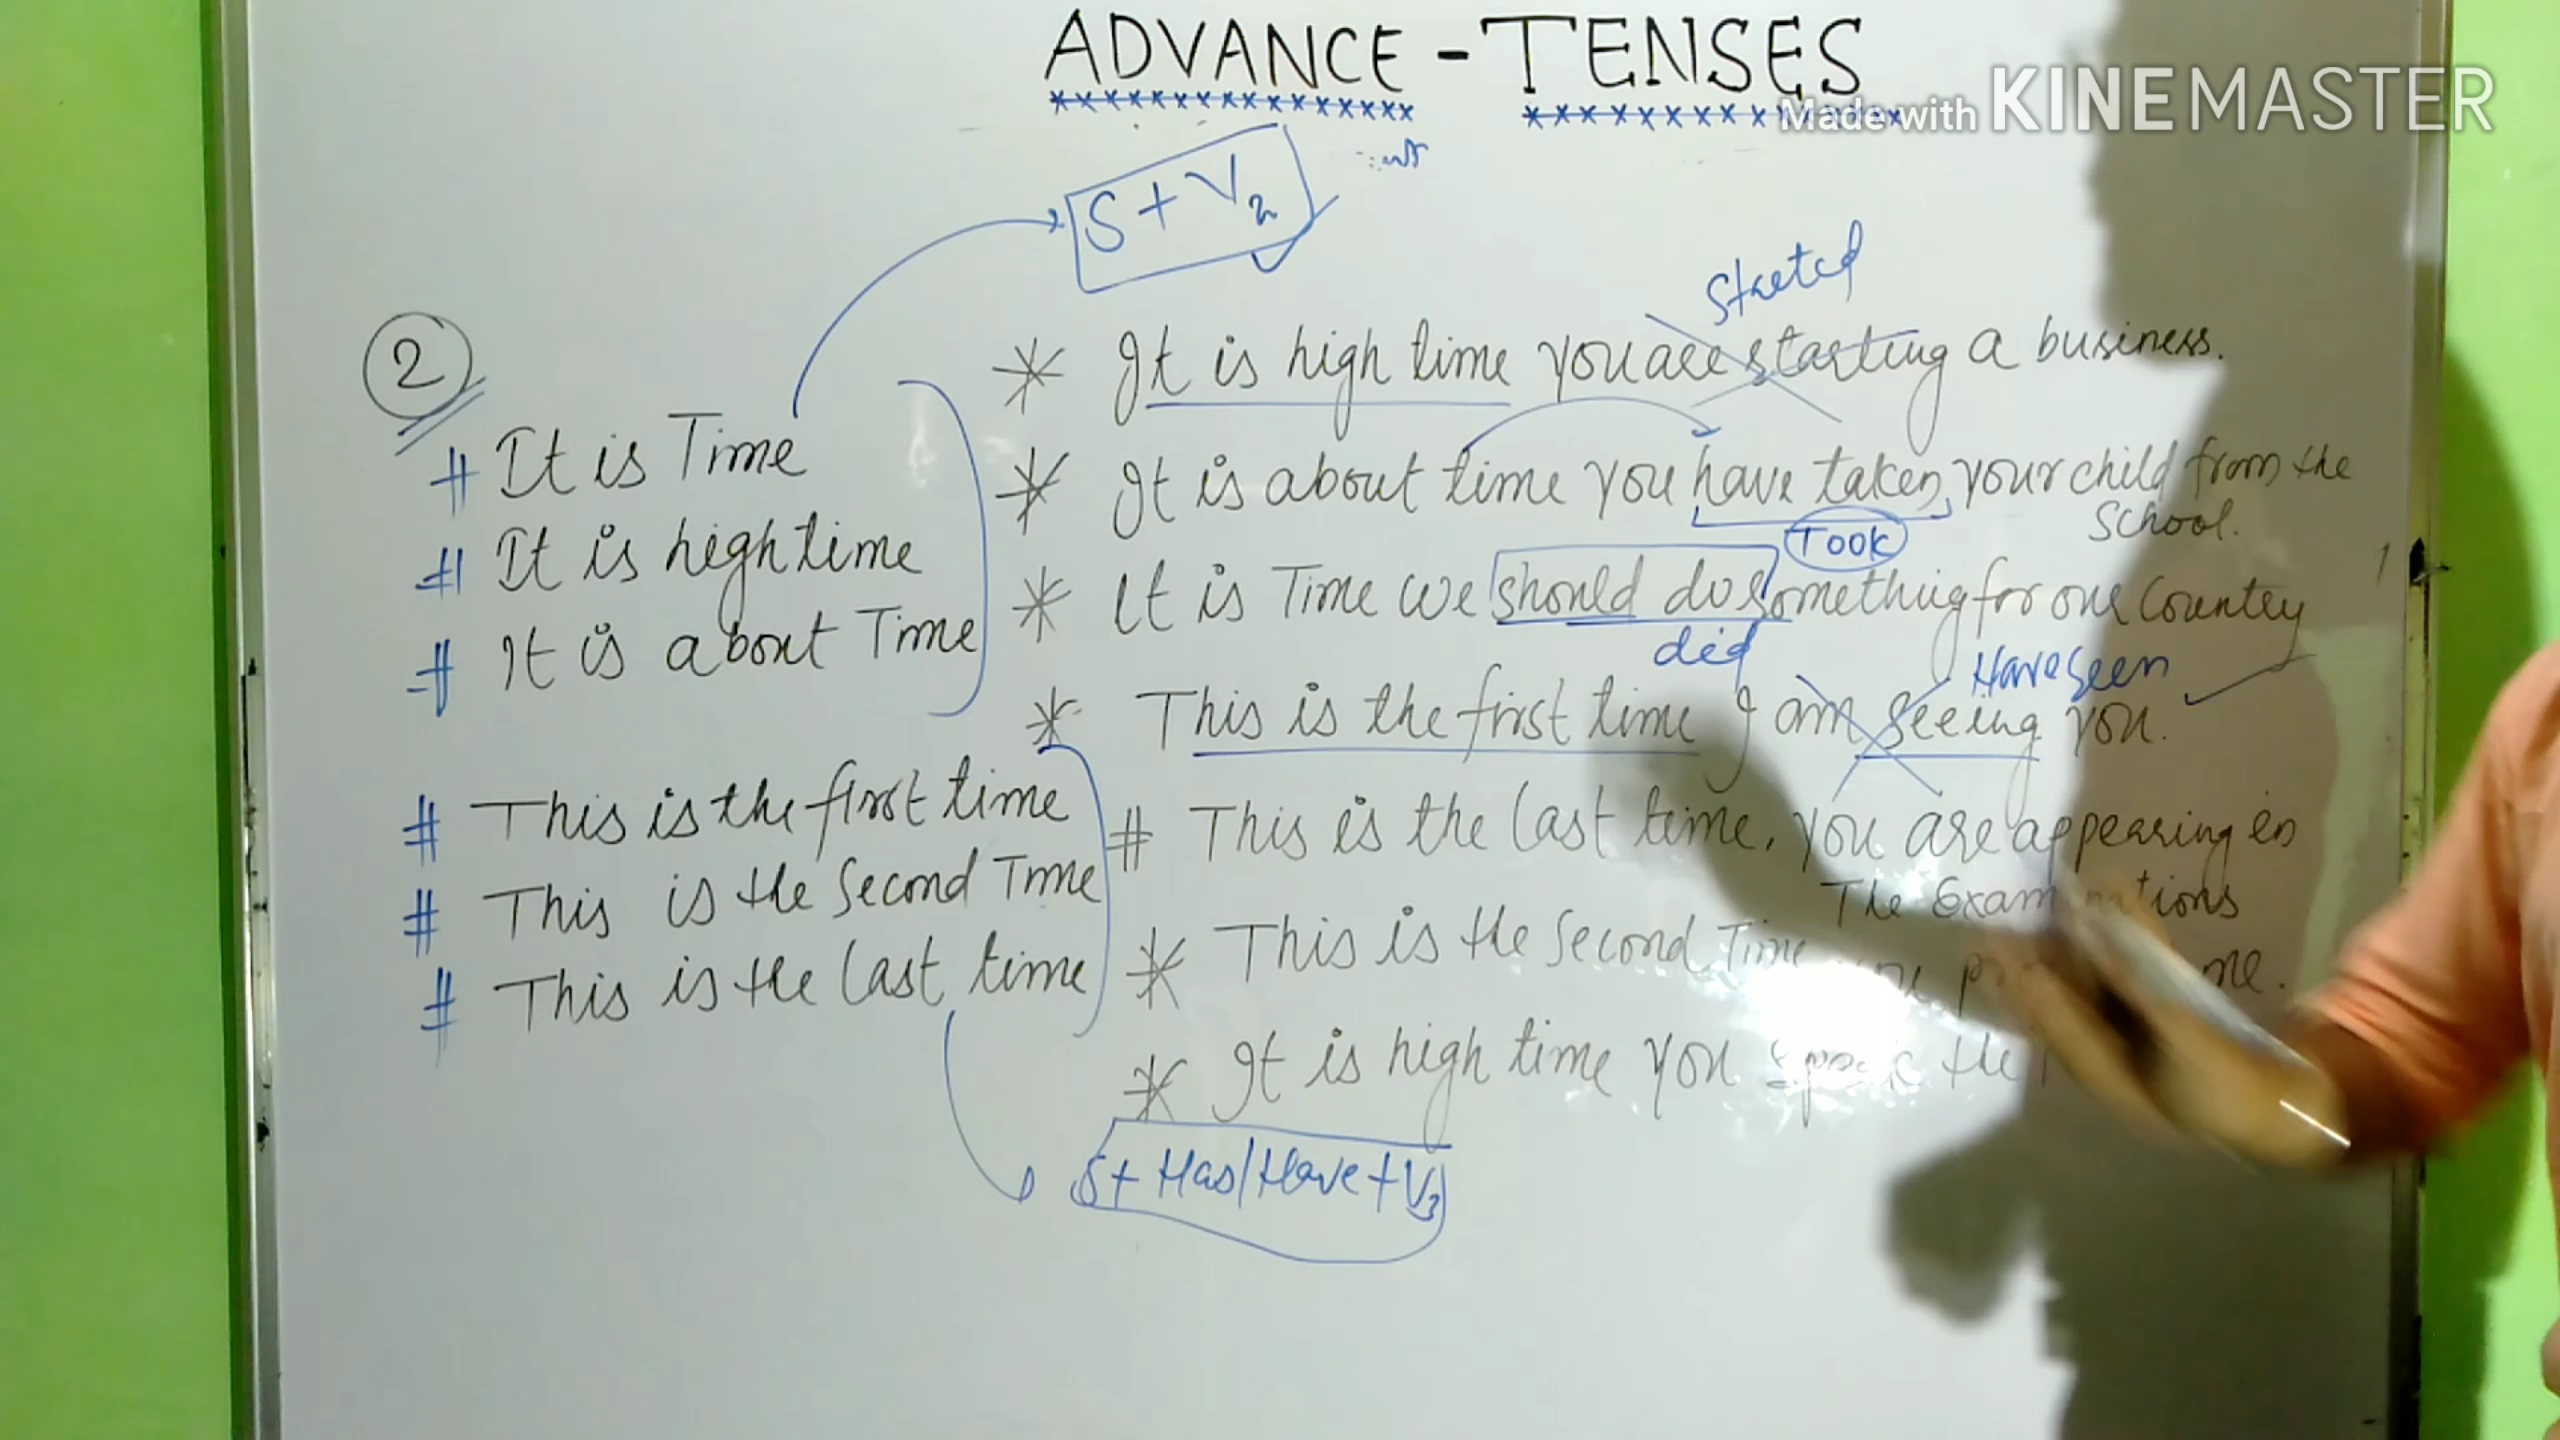 ADVANCE - TENSES
Made with KINEMASTER
S + V2
2
# It is Time
# It is high time
# It is about Time
# This is the first time
# This is the Second Time
# This is the last time
Started
* It is high time you are starting a business.
* It is about time you have taken your child from the
School.
Took
* It is Time we should do something for our Country
did
Have seen
* This is the first time I am seeing you.
# This is the last time, you are appearing in
The Examinations
* This is the Second Time me.
* It is high time you speak the
S+ Has/Have + V3